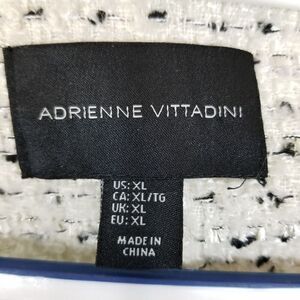 ADRIENNE VITTADINI
US: XL
CA: XL/TG
UK: XL
EU: XL
MADE IN
CHINA